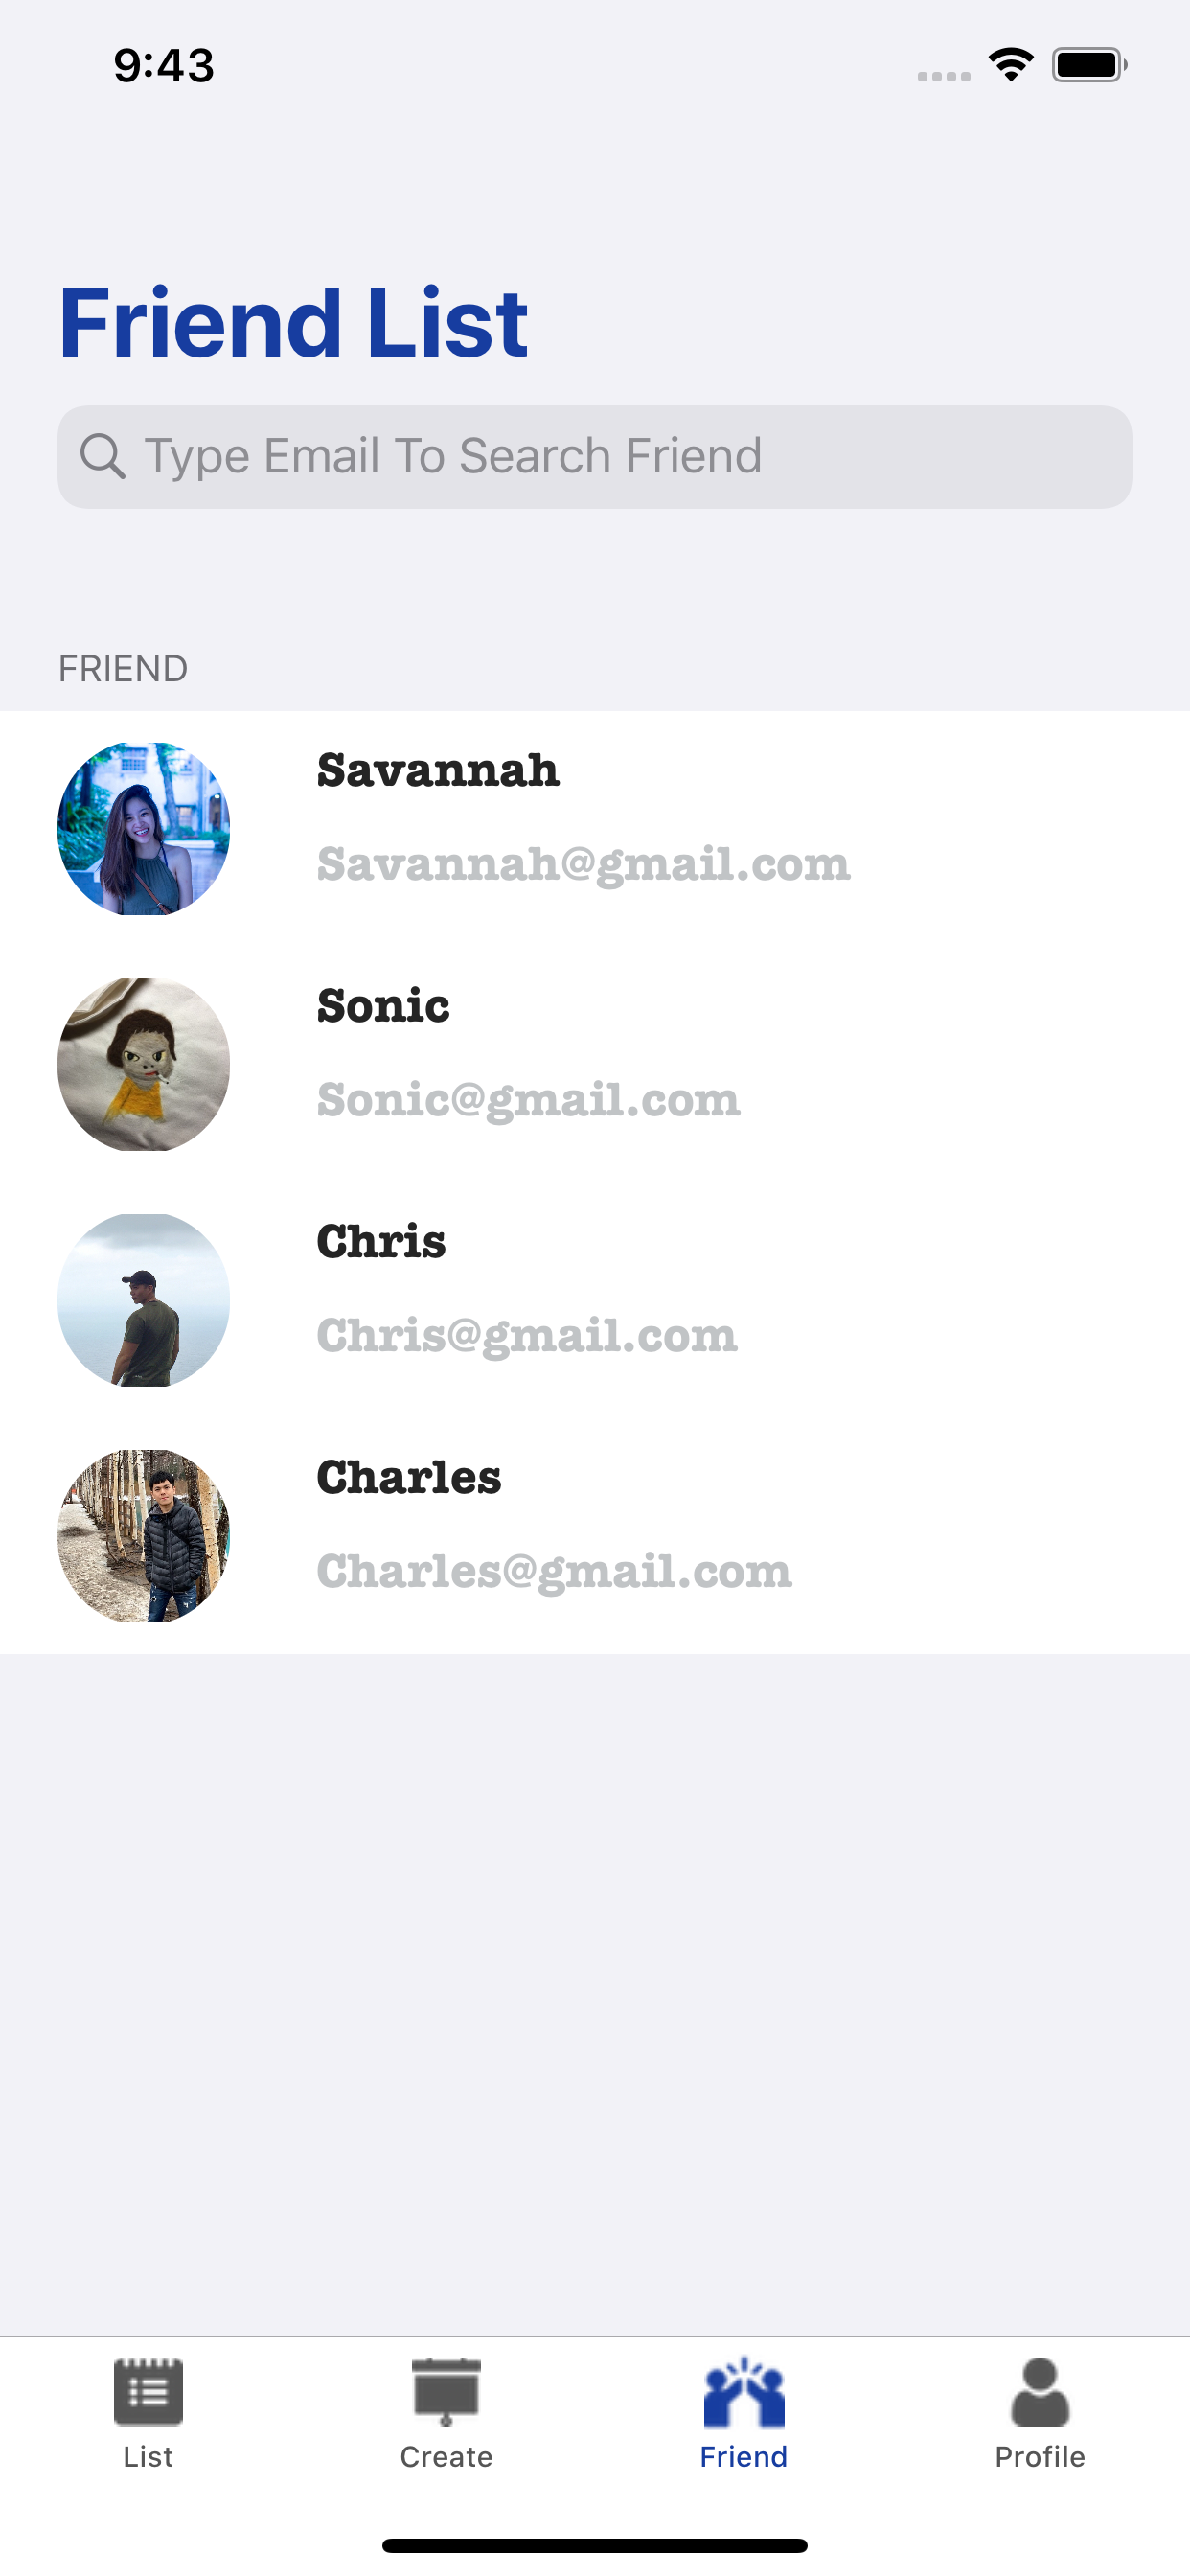 9:43
Friend List
Type Email To Search Friend
FRIEND
Savannah
Savannah@gmail.com
Sonic
Sonic@gmail.com
Chris
Chris@gmail.com
Charles
Charles@gmail.com
List
Create
Friend
Profile